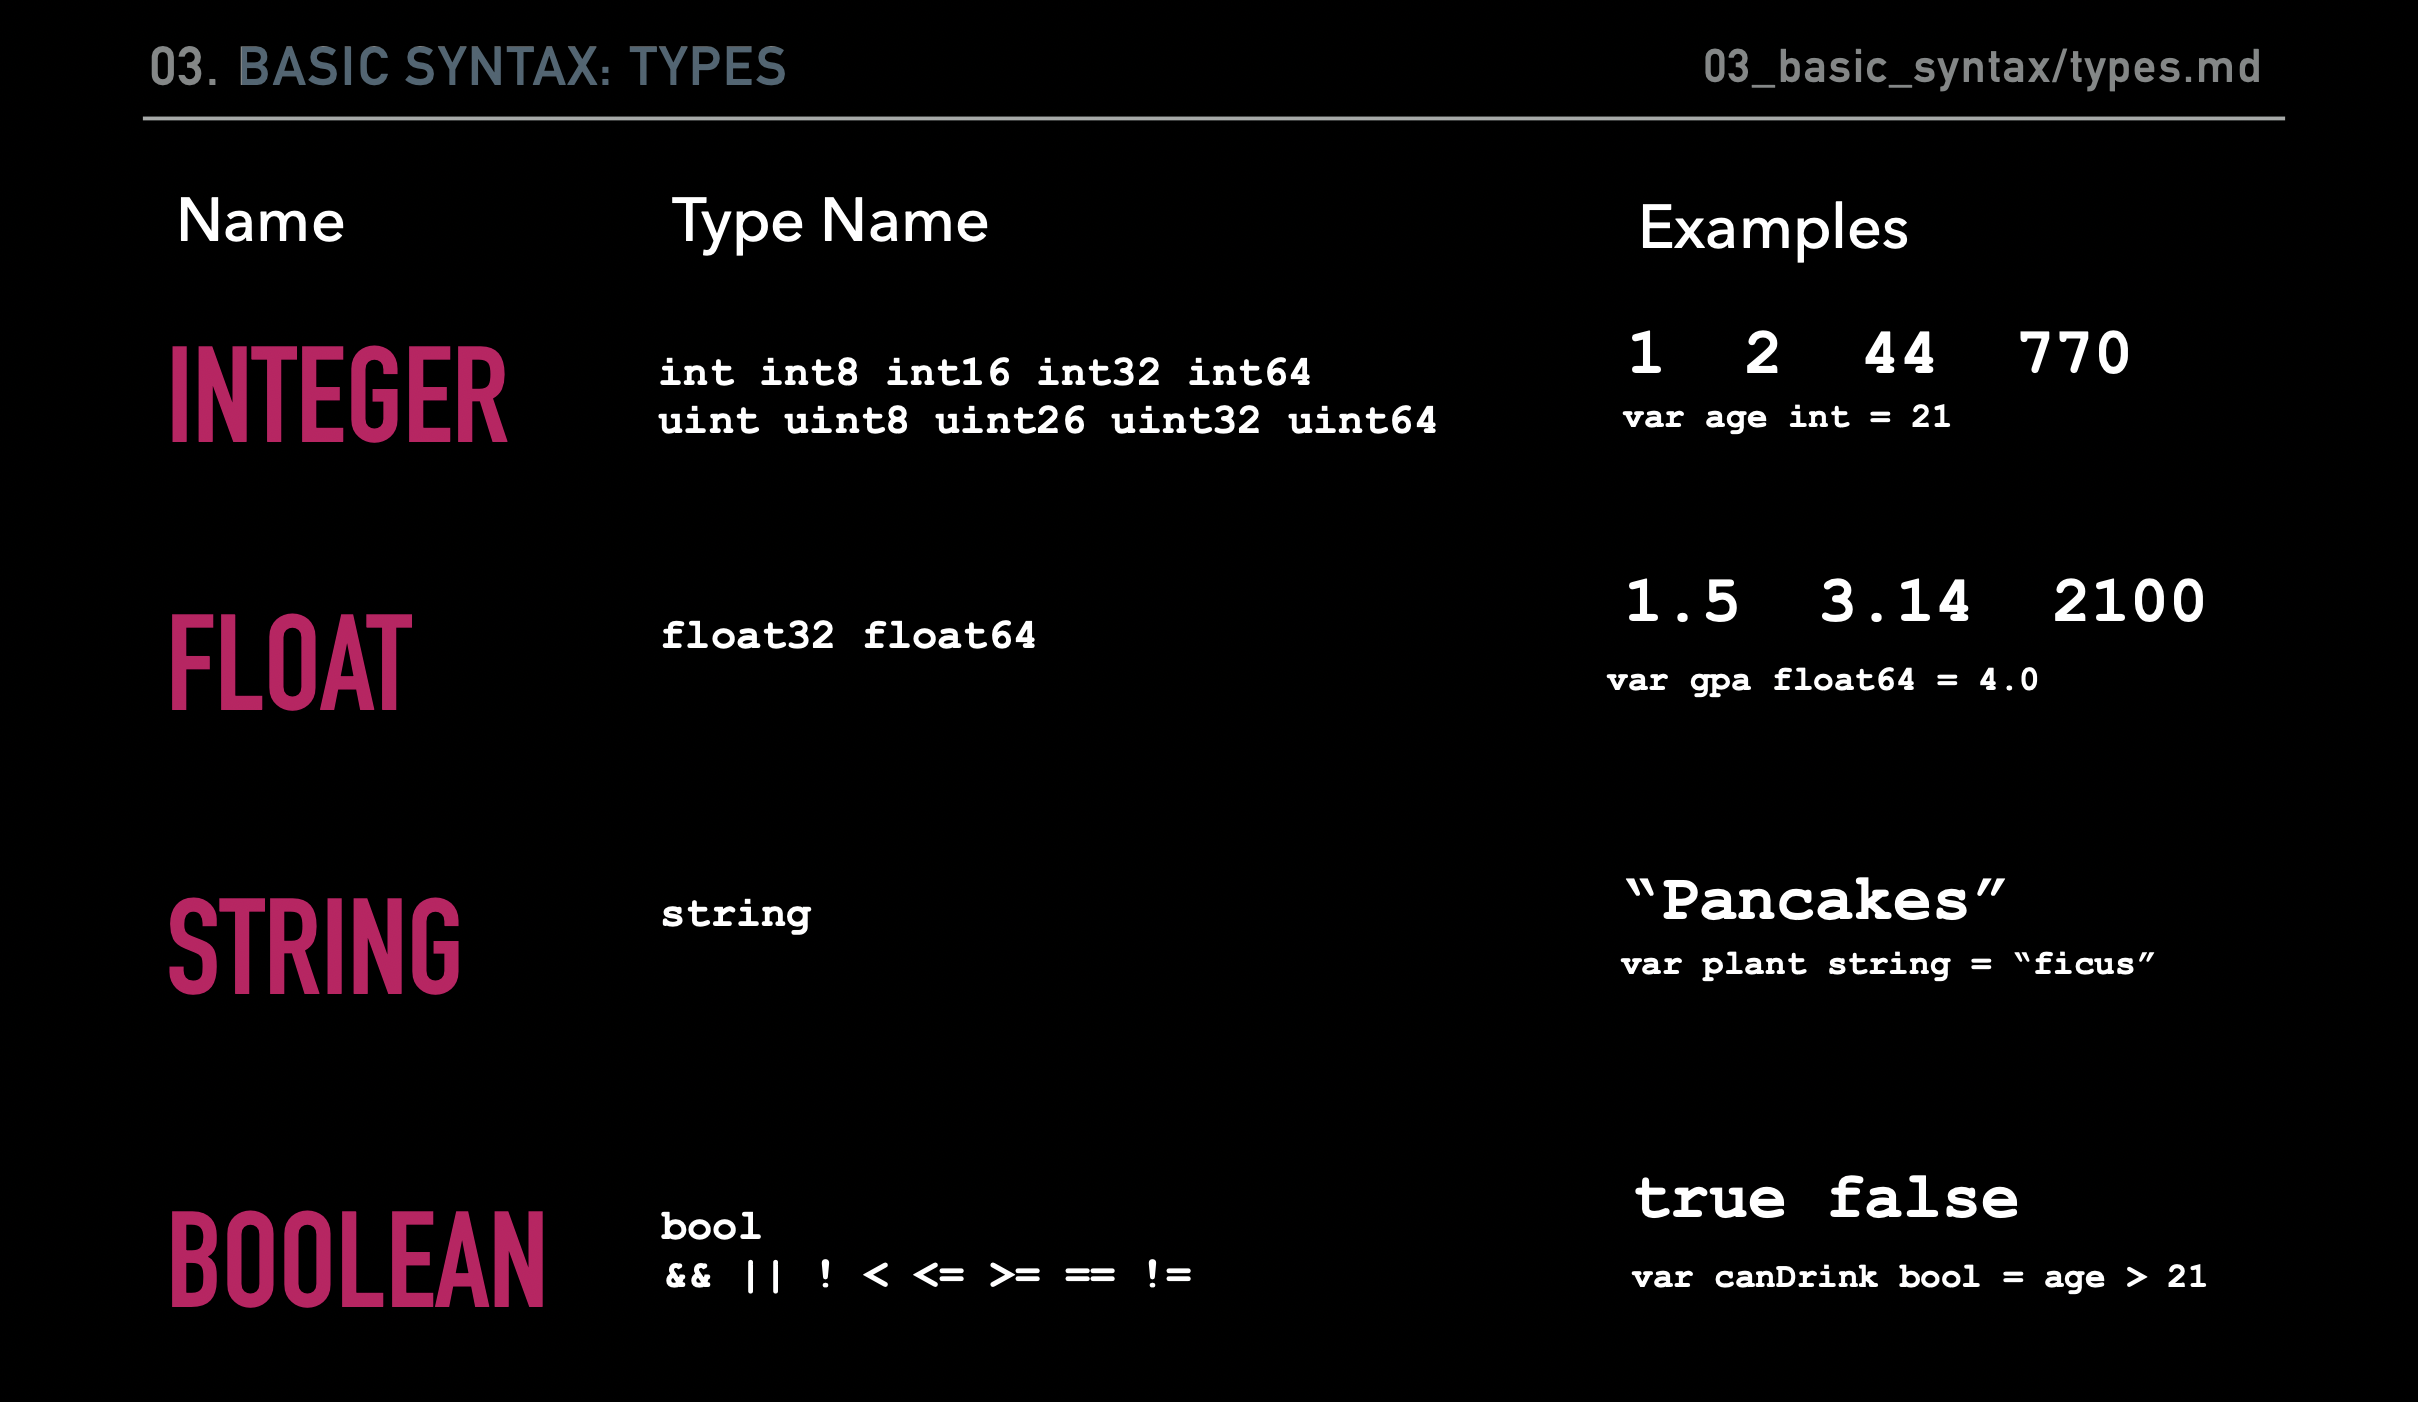 03. BASIC SYNTAX: TYPES
03_basic_syntax/types.md
Name
Type Name
Examples
INTEGER
int int8 int16 int32 int64
uint uint8 uint26 uint32 uint64
1 2 44 770
var age int = 21
FLOAT
float32 float64
1.5 3.14 2100
var gpa float64 = 4.0
STRING
string
“Pancakes”
var plant string = “ficus”
BOOLEAN
bool
&& || ! < <= >= == !=
true false
var canDrink bool = age > 21